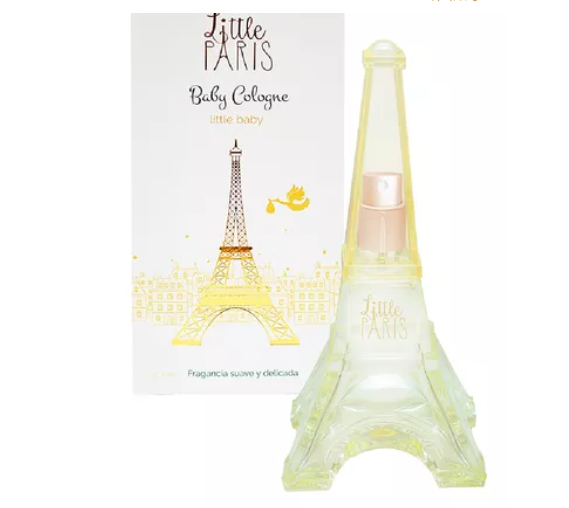 Little
PARIS
Baby Cologne
little baby
Fragancia suave y delicada
Little
PARIS